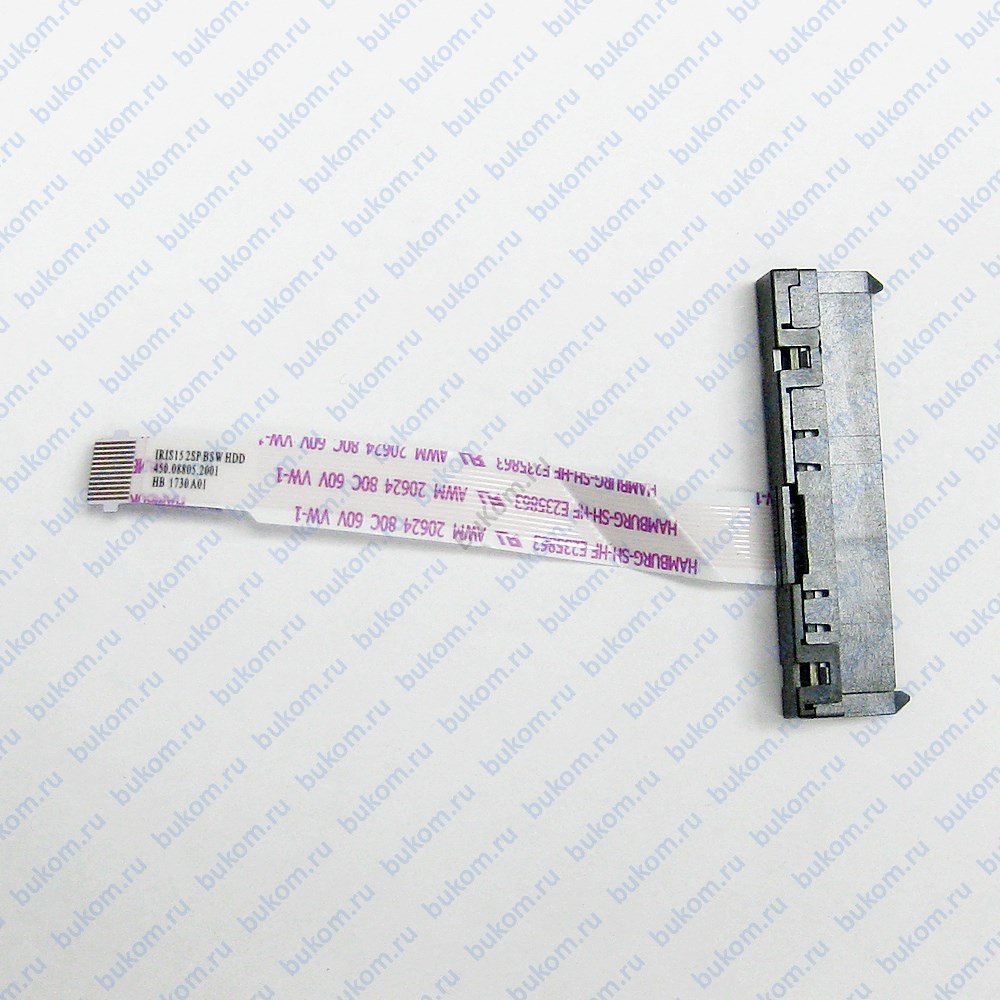 bukom.ru
IRIS15 2SP BSW HDD
450.08805.2001
HB 1730 A01
HAMBURG-SH-HF E235863 AWM 20624 80C 60V VW-1
HAMBURG-SH-HF E235863 AWM 20624 80C 60V VW-1
HAMBURG-SH-HF E235863 AWM 20624 80C 60V VW-1
VW-1